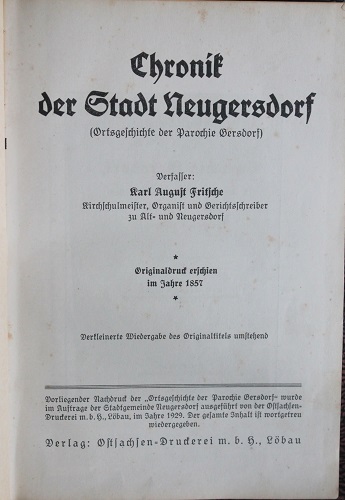 Chronik
der Stadt Neugersdorf
(Ortsgeschichte der Parochie Gersdorf)
Verfasser:
Karl August Fritsche
Kirchschulmeister, Organist und Gerichtsschreiber
zu Alt- und Neugersdorf
*
Originaldruck erschien
im Jahre 1857
*
Verkleinerte Wiedergabe des Originaltitels umstehend
Vorliegender Nachdruck der „Ortsgeschichte der Parochie Gersdorf“ wurde
im Auftrage der Stadtgemeinde Neugersdorf ausgeführt von der Ostsachsen-
Druckerei m. b. H., Löbau, im Jahre 1929. Der gesamte Inhalt ist wortgetreu
wiedergegeben.
Verlag: Ostsachsen-Druckerei m. b. H., Löbau